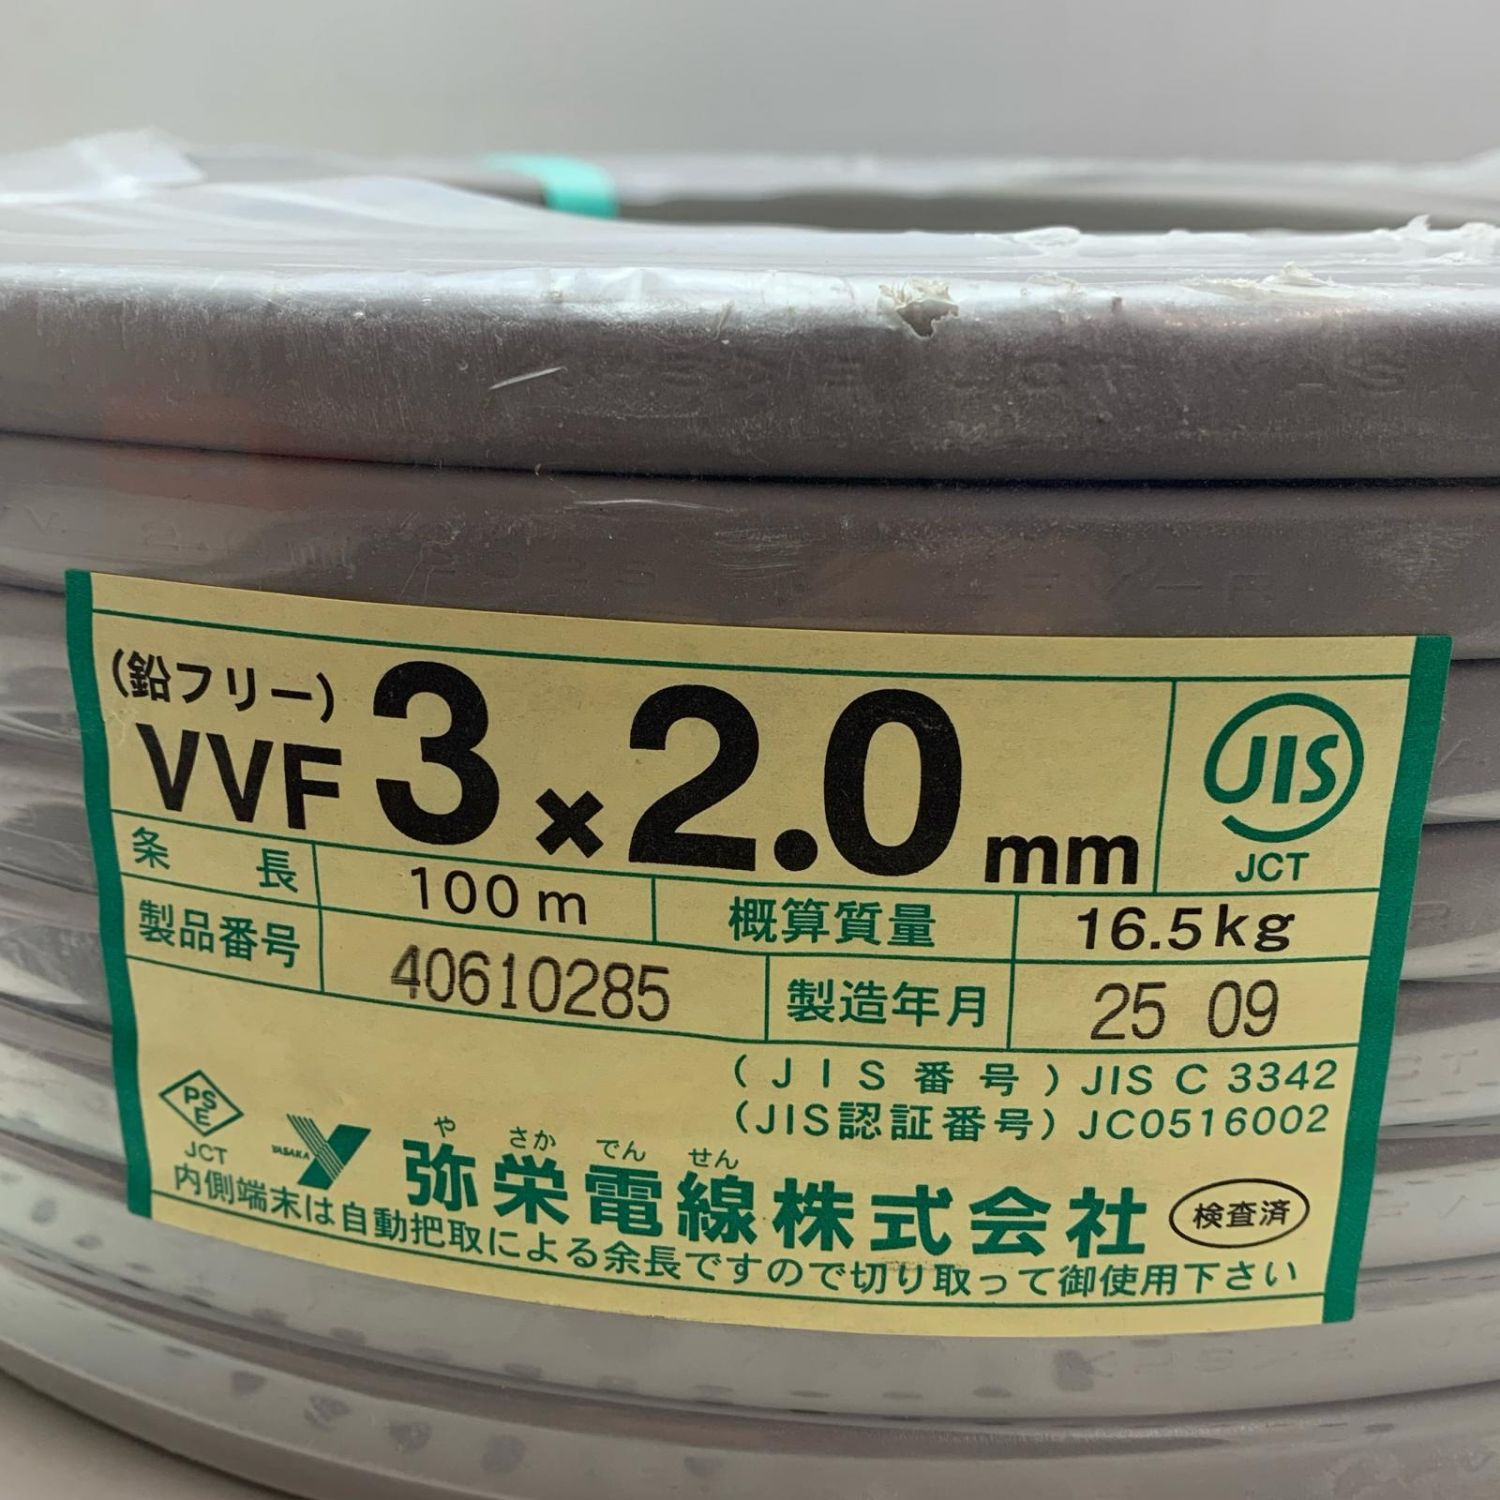 (鉛フリー)
VVF 3×2.0mm
JIS
JCT
条長 100m 概算質量 16.5kg
製品番号 40610285 製造年月 25 09
(JIS番号) JIS C 3342
(JIS認証番号) JC0516002
PSE
JCT
YASAKA
や さか でん せん
弥栄電線株式会社
検査済
内側端末は自動把取による余長ですので切り取って御使用下さい